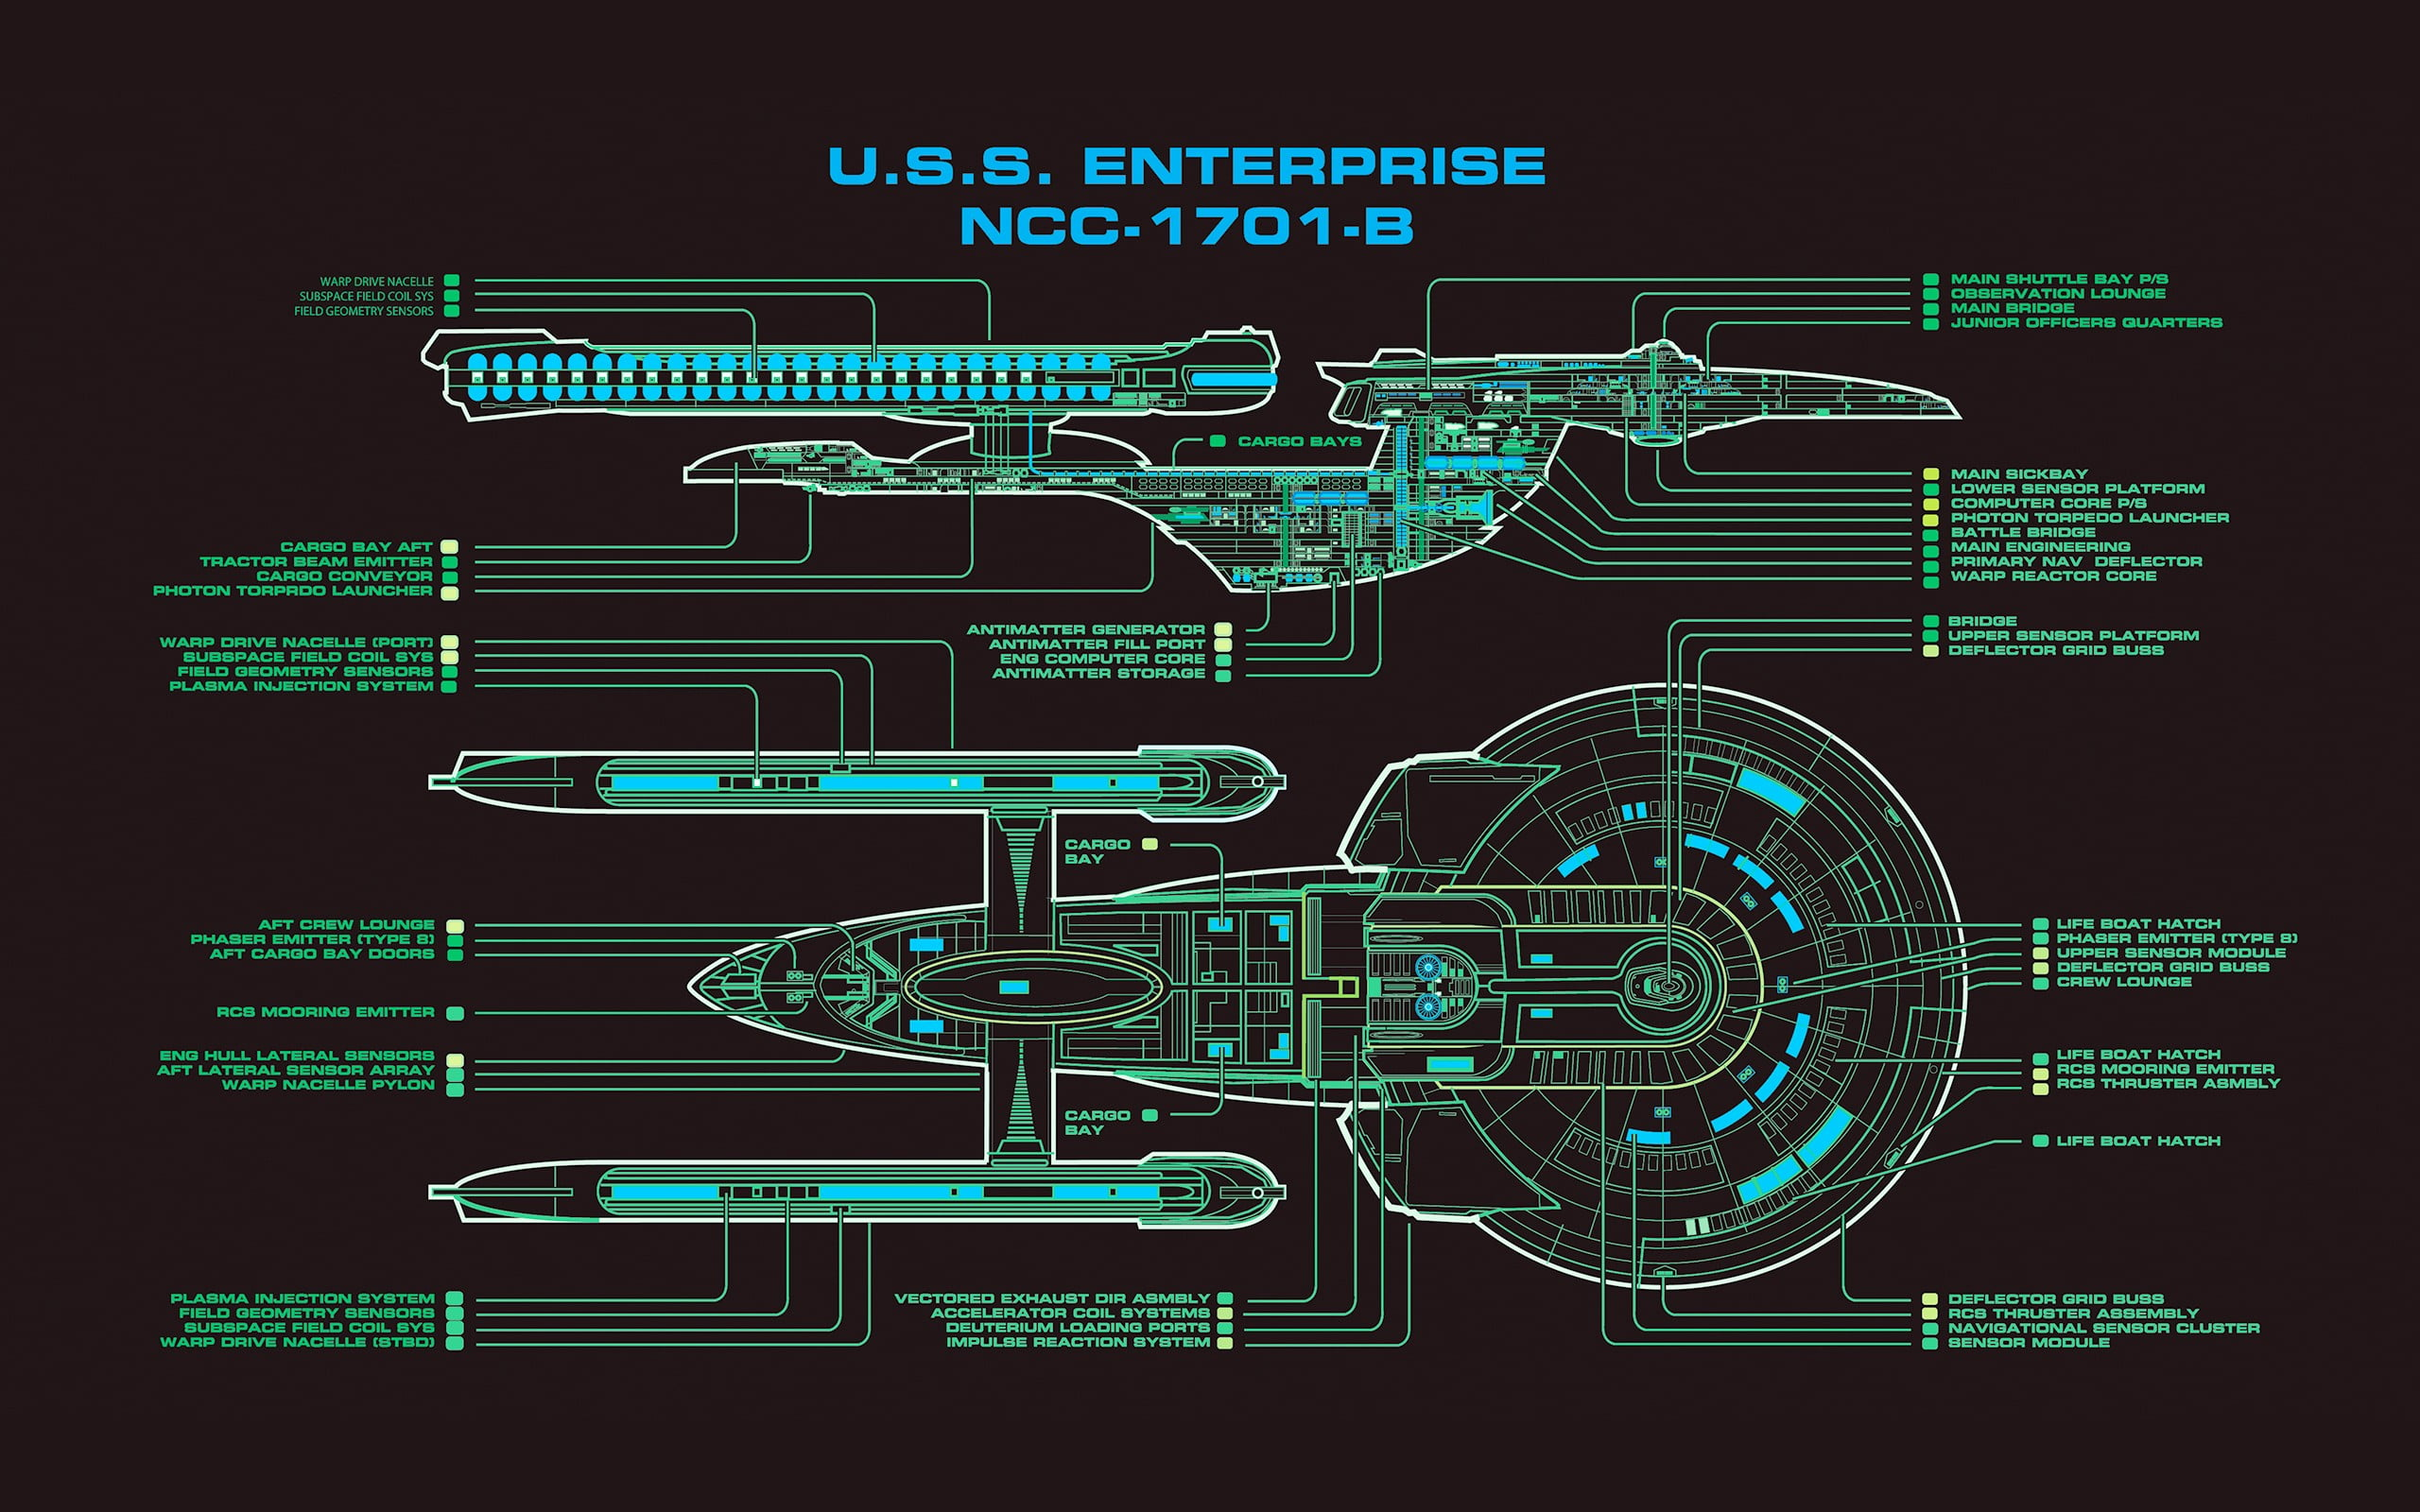 U.S.S. ENTERPRISE
NCC-1701-B
WARP DRIVE NACELLE
SUBSPACE FIELD COIL SYS
FIELD GEOMETRY SENSORS
MAIN SHUTTLE BAY P/S
OBSERVATION LOUNGE
MAIN BRIDGE
JUNIOR OFFICERS QUARTERS
CARGO BAYS
CARGO BAY AFT
TRACTOR BEAM EMITTER
CARGO CONVEYOR
PHOTON TORPRDO LAUNCHER
MAIN SICKBAY
LOWER SENSOR PLATFORM
COMPUTER CORE P/S
PHOTON TORPEDO LAUNCHER
BATTLE BRIDGE
MAIN ENGINEERING
PRIMARY NAV DEFLECTOR
WARP REACTOR CORE
ANTIMATTER GENERATOR
ANTIMATTER FILL PORT
ENG COMPUTER CORE
ANTIMATTER STORAGE
WARP DRIVE NACELLE (PORT)
SUBSPACE FIELD COIL SYS
FIELD GEOMETRY SENSORS
PLASMA INJECTION SYSTEM
BRIDGE
UPPER SENSOR PLATFORM
DEFLECTOR GRID BUSS
CARGO
BAY
AFT CREW LOUNGE
PHASER EMITTER (TYPE 8)
AFT CARGO BAY DOORS
RCS MOORING EMITTER
ENG HULL LATERAL SENSORS
AFT LATERAL SENSOR ARRAY
WARP NACELLE PYLON
CARGO
BAY
LIFE BOAT HATCH
PHASER EMITTER (TYPE 8)
UPPER SENSOR MODULE
DEFLECTOR GRID BUSS
CREW LOUNGE
LIFE BOAT HATCH
RCS MOORING EMITTER
RCS THRUSTER ASMBLY
LIFE BOAT HATCH
PLASMA INJECTION SYSTEM
FIELD GEOMETRY SENSORS
SUBSPACE FIELD COIL SYS
WARP DRIVE NACELLE (STBD)
VECTORED EXHAUST DIR ASMBLY
ACCELERATOR COIL SYSTEMS
DEUTERIUM LOADING PORTS
IMPULSE REACTION SYSTEM
DEFLECTOR GRID BUSS
RCS THRUSTER ASSEMBLY
NAVIGATIONAL SENSOR CLUSTER
SENSOR MODULE